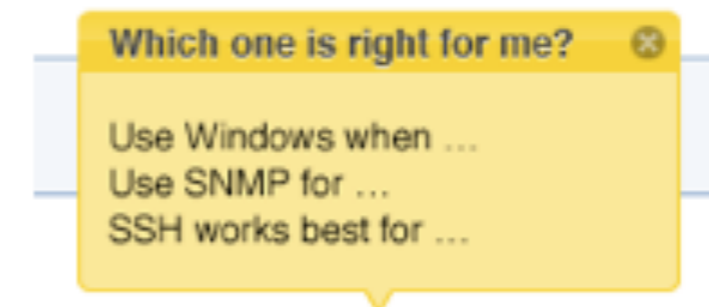 Which one is right for me?
Use Windows when ...
Use SNMP for ...
SSH works best for ...